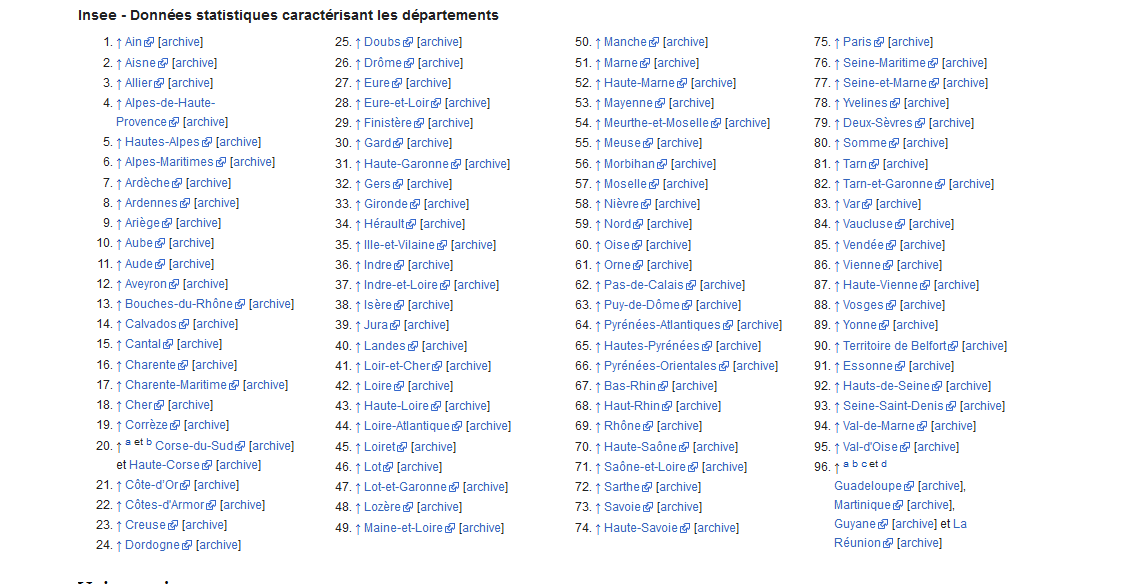 Insee - Données statistiques caractérisant les départements
1. ↑ Ain [archive]
2. ↑ Aisne [archive]
3. ↑ Allier [archive]
4. ↑ Alpes-de-Haute-
Provence [archive]
5. ↑ Hautes-Alpes [archive]
6. ↑ Alpes-Maritimes [archive]
7. ↑ Ardèche [archive]
8. ↑ Ardennes [archive]
9. ↑ Ariège [archive]
10. ↑ Aube [archive]
11. ↑ Aude [archive]
12. ↑ Aveyron [archive]
13. ↑ Bouches-du-Rhône [archive]
14. ↑ Calvados [archive]
15. ↑ Cantal [archive]
16. ↑ Charente [archive]
17. ↑ Charente-Maritime [archive]
18. ↑ Cher [archive]
19. ↑ Corrèze [archive]
20. ↑ a et b Corse-du-Sud [archive]
et Haute-Corse [archive]
21. ↑ Côte-d'Or [archive]
22. ↑ Côtes-d'Armor [archive]
23. ↑ Creuse [archive]
24. ↑ Dordogne [archive]
25. ↑ Doubs [archive]
26. ↑ Drôme [archive]
27. ↑ Eure [archive]
28. ↑ Eure-et-Loir [archive]
29. ↑ Finistère [archive]
30. ↑ Gard [archive]
31. ↑ Haute-Garonne [archive]
32. ↑ Gers [archive]
33. ↑ Gironde [archive]
34. ↑ Hérault [archive]
35. ↑ Ille-et-Vilaine [archive]
36. ↑ Indre [archive]
37. ↑ Indre-et-Loire [archive]
38. ↑ Isère [archive]
39. ↑ Jura [archive]
40. ↑ Landes [archive]
41. ↑ Loir-et-Cher [archive]
42. ↑ Loire [archive]
43. ↑ Haute-Loire [archive]
44. ↑ Loire-Atlantique [archive]
45. ↑ Loiret [archive]
46. ↑ Lot [archive]
47. ↑ Lot-et-Garonne [archive]
48. ↑ Lozère [archive]
49. ↑ Maine-et-Loire [archive]
50. ↑ Manche [archive]
51. ↑ Marne [archive]
52. ↑ Haute-Marne [archive]
53. ↑ Mayenne [archive]
54. ↑ Meurthe-et-Moselle [archive]
55. ↑ Meuse [archive]
56. ↑ Morbihan [archive]
57. ↑ Moselle [archive]
58. ↑ Nièvre [archive]
59. ↑ Nord [archive]
60. ↑ Oise [archive]
61. ↑ Orne [archive]
62. ↑ Pas-de-Calais [archive]
63. ↑ Puy-de-Dôme [archive]
64. ↑ Pyrénées-Atlantiques [archive]
65. ↑ Hautes-Pyrénées [archive]
66. ↑ Pyrénées-Orientales [archive]
67. ↑ Bas-Rhin [archive]
68. ↑ Haut-Rhin [archive]
69. ↑ Rhône [archive]
70. ↑ Haute-Saône [archive]
71. ↑ Saône-et-Loire [archive]
72. ↑ Sarthe [archive]
73. ↑ Savoie [archive]
74. ↑ Haute-Savoie [archive]
75. ↑ Paris [archive]
76. ↑ Seine-Maritime [archive]
77. ↑ Seine-et-Marne [archive]
78. ↑ Yvelines [archive]
79. ↑ Deux-Sèvres [archive]
80. ↑ Somme [archive]
81. ↑ Tarn [archive]
82. ↑ Tarn-et-Garonne [archive]
83. ↑ Var [archive]
84. ↑ Vaucluse [archive]
85. ↑ Vendée [archive]
86. ↑ Vienne [archive]
87. ↑ Haute-Vienne [archive]
88. ↑ Vosges [archive]
89. ↑ Yonne [archive]
90. ↑ Territoire de Belfort [archive]
91. ↑ Essonne [archive]
92. ↑ Hauts-de-Seine [archive]
93. ↑ Seine-Saint-Denis [archive]
94. ↑ Val-de-Marne [archive]
95. ↑ Val-d'Oise [archive]
96. ↑ a b c et d
Guadeloupe [archive],
Martinique [archive],
Guyane [archive] et La
Réunion [archive]